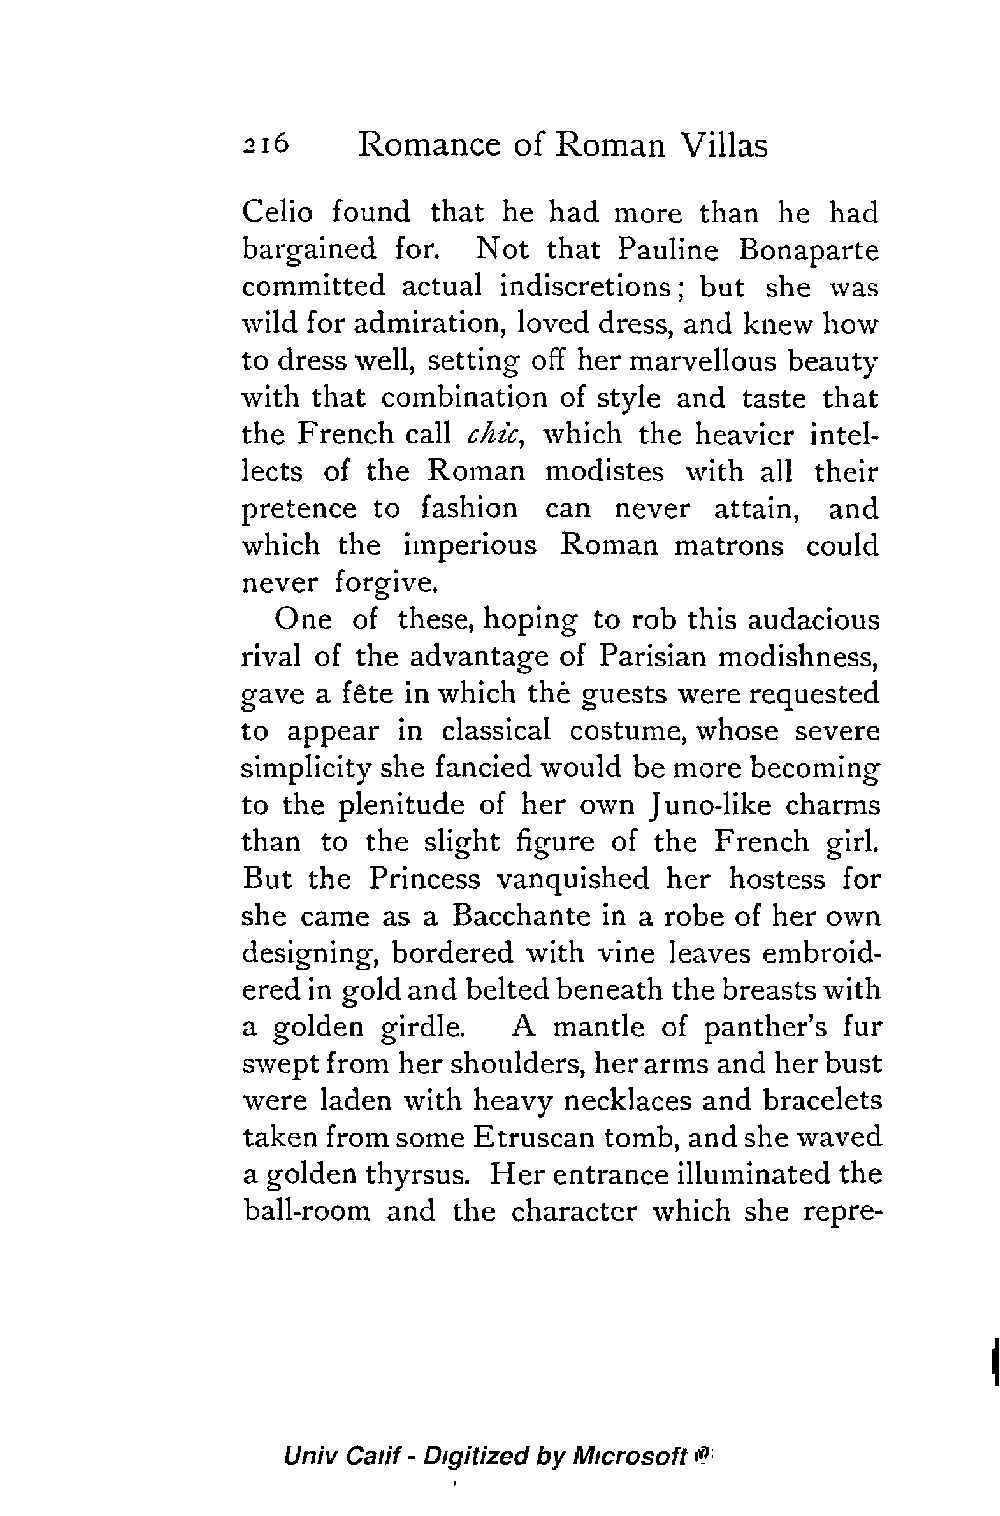 216 Romance of Roman Villas
Celio found that he had more than he had
bargained for. Not that Pauline Bonaparte
committed actual indiscretions; but she was
wild for admiration, loved dress, and knew how
to dress well, setting off her marvellous beauty
with that combination of style and taste that
the French call chic, which the heavier intel-
lects of the Roman modistes with all their
pretence to fashion can never attain, and
which the imperious Roman matrons could
never forgive.
One of these, hoping to rob this audacious
rival of the advantage of Parisian modishness,
gave a fête in which the guests were requested
to appear in classical costume, whose severe
simplicity she fancied would be more becoming
to the plenitude of her own Juno-like charms
than to the slight figure of the French girl.
But the Princess vanquished her hostess for
she came as a Bacchante in a robe of her own
designing, bordered with vine leaves embroid-
ered in gold and belted beneath the breasts with
a golden girdle. A mantle of panther's fur
swept from her shoulders, her arms and her bust
were laden with heavy necklaces and bracelets
taken from some Etruscan tomb, and she waved
a golden thyrsus. Her entrance illuminated the
ball-room and the character which she repre-
Univ Calif - Digitized by Microsoft ®